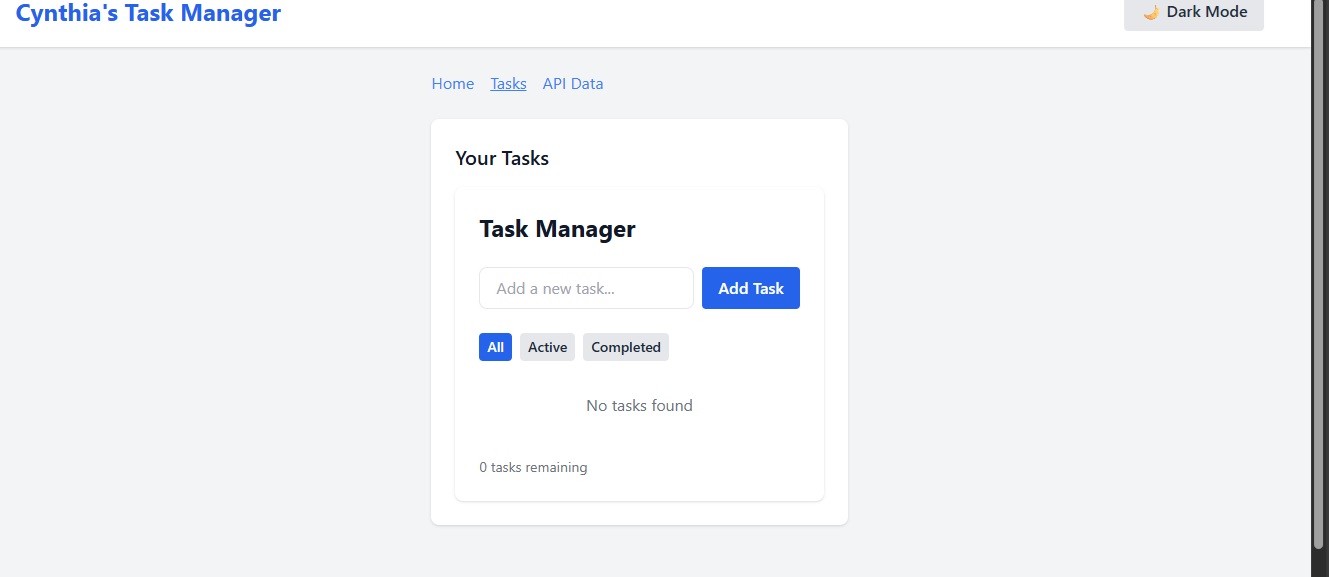 Cynthia's Task Manager
🌙 Dark Mode
Home Tasks API Data
Your Tasks
Task Manager
Add a new task...
Add Task
All Active Completed
No tasks found
0 tasks remaining